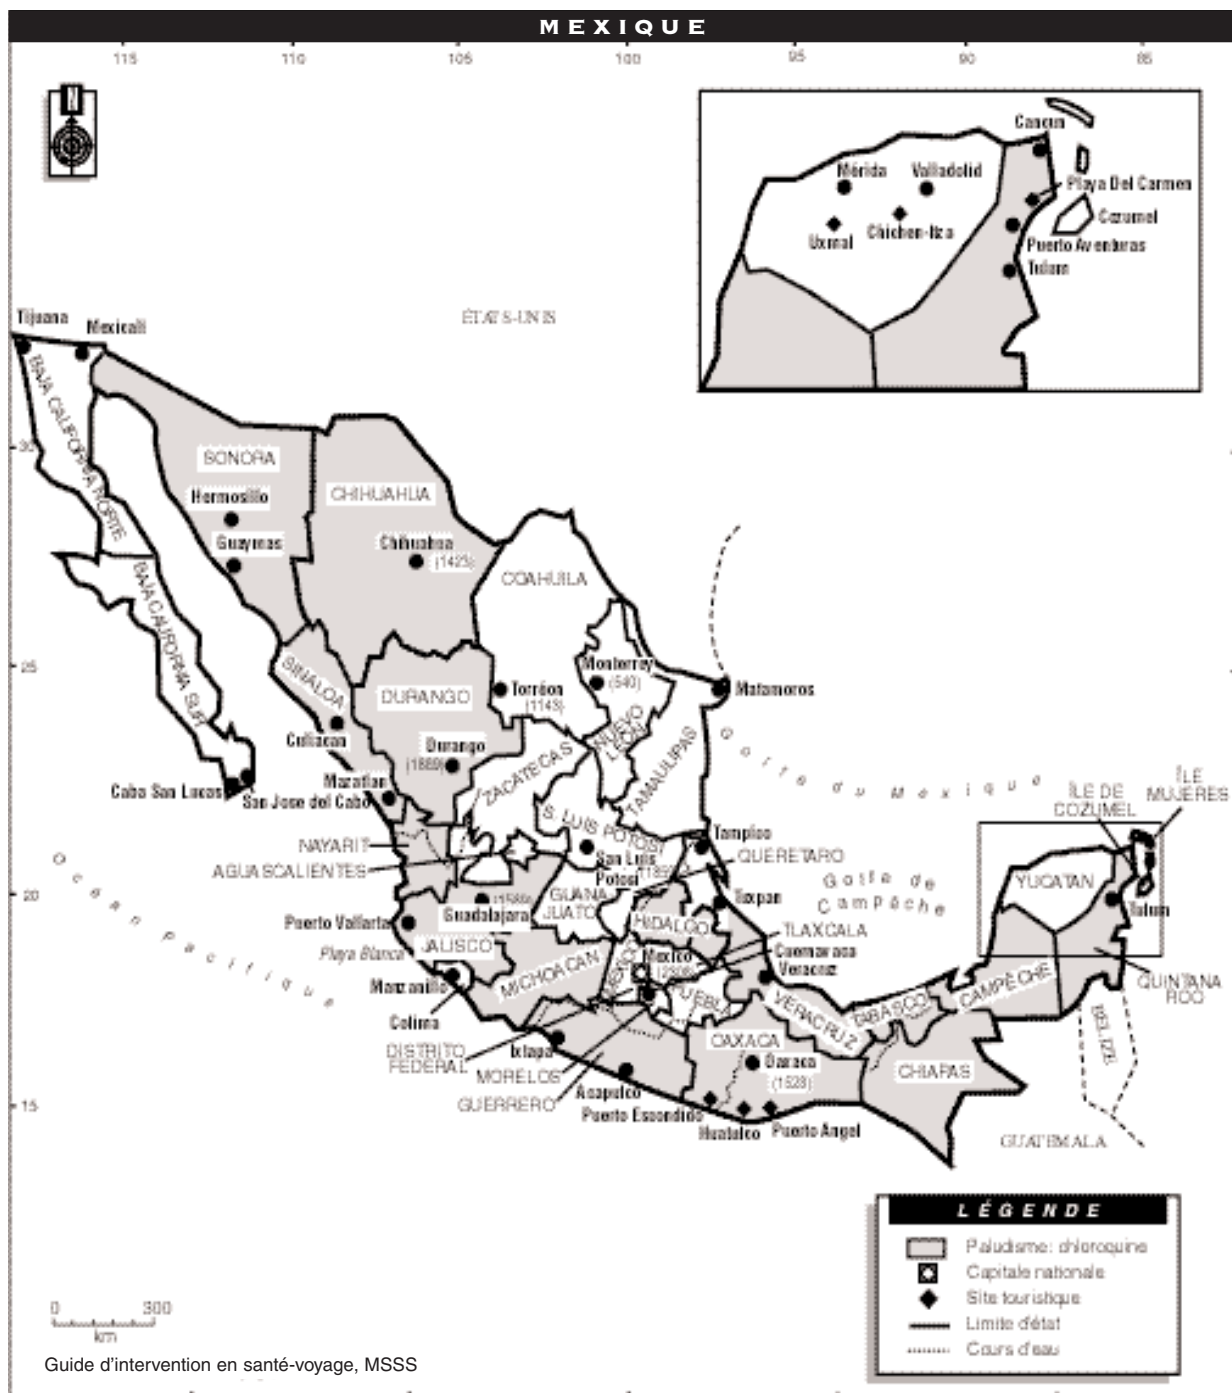 MEXIQUE
115 110 105 100 95 90 85
N
Cancun
Mérida
Valladolid
Playa Del Carmen
Cozumel
Uxmal
Chichen-Itza
Puerto Aventuras
Tulum
Tijuana
Mexicali
ÉTATS-UNIS
BAJA CALIFORNIA NORTE
30
SONORA
Hermosillo
Guaymas
CHIHUAHUA
Chihuahua
(1423)
COAHUILA
BAJA CALIFORNIA SUR
25
SINALOA
DURANGO
Torréon
(1143)
Monterrey
(540)
Matamoros
Culiacan
Durango
(1889)
NUEVO
LEON
TAMAULIPAS
ZACATECAS
Golfe du Mexique
Caba San Lucas
San Jose del Cabo
Mazatlan
ÎLE DE
COZUMEL
ÎLE
MUJERES
S. LUIS POTOSI
Tampico
NAYARIT
AGUASCALIENTES
San Luis
Potosi
QUERETARO
Océan Pacifique
20
(1589)
Guadalajara
GUANA
JUATO
Golfe de
Campêche
YUCATAN
Tuxpan
Tulum
Puerto Vallarta
HIDALGO
TLAXCALA
Playa Blanca
JALISCO
MICHOACAN
MEXICO
Mexico
Cuernavaca
Veracruz
Manzanillo
PUEBLA
VERACRUZ
TABASCO
CAMPÊCHE
QUINTANA
ROO
Colima
BELIZE
DISTRITO
FEDERAL
Ixtapa
OAXACA
Oaxaca
(1528)
CHIAPAS
MORELOS
GUERRERO
Acapulco
15
Puerto Escondido
Huatulco
Puerto Angel
GUATEMALA
LÉGENDE
Paludisme: chloroquine
Capitale nationale
Site touristique
Limite d'état
Cours d'eau
0 300
km
Guide d'intervention en santé-voyage, MSSS